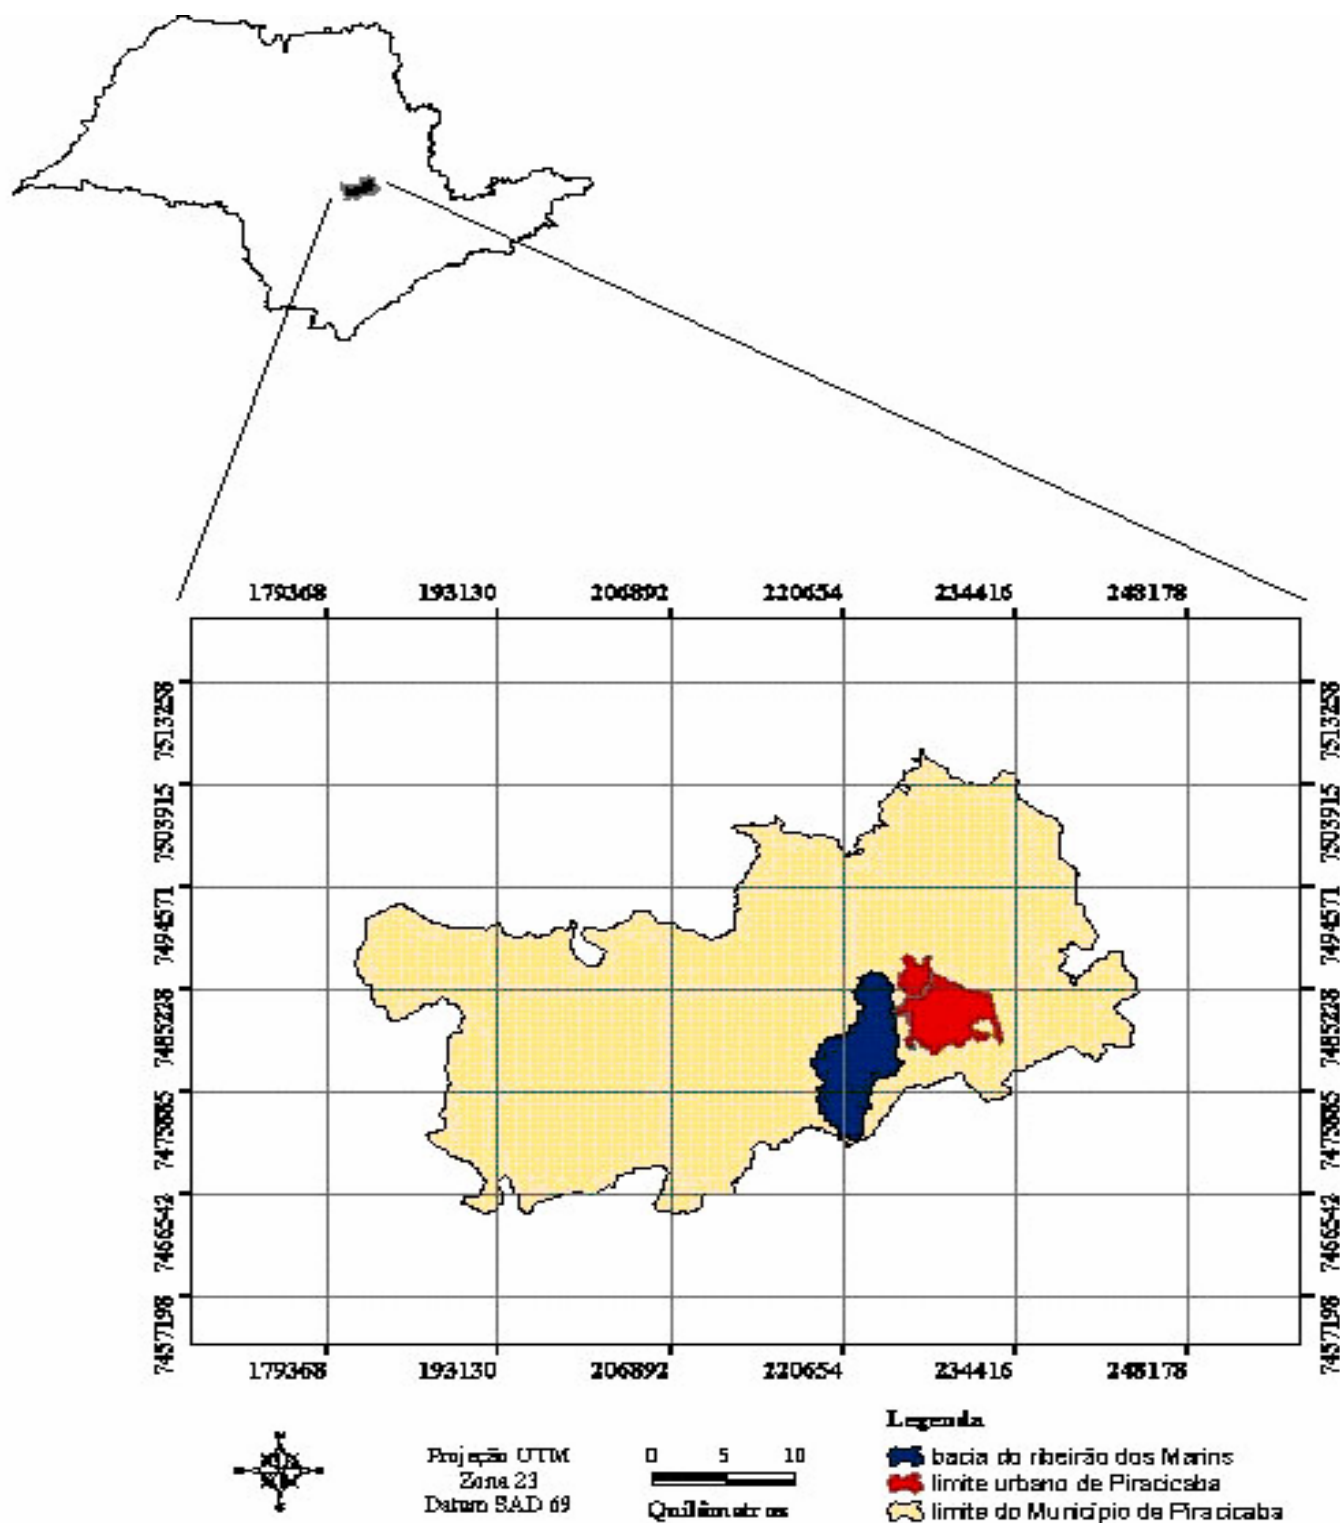 179368 193130 206892 220654 234416 248178
7513258 7513258
7503915 7503915
7494571 7494571
7485228 7485228
7475885 7475885
7466542 7466542
7457198 7457198
179368 193130 206892 220654 234416 248178
Projeção UTM
Zona 23
Datum SAD 69
0 5 10
Quilômetros
Legenda
bacia do ribeirão dos Marins
limite urbano de Piracicaba
limite do Município de Piracicaba